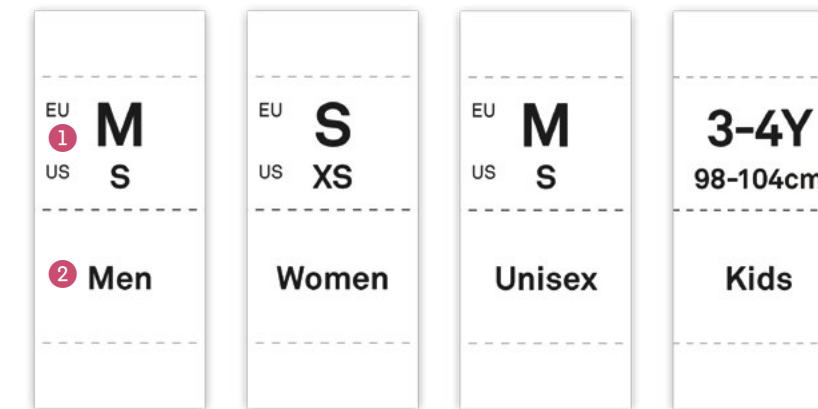 EU M
1
US S
2 Men
EU S
US XS
Women
EU M
US S
Unisex
3-4Y
98-104cm
Kids